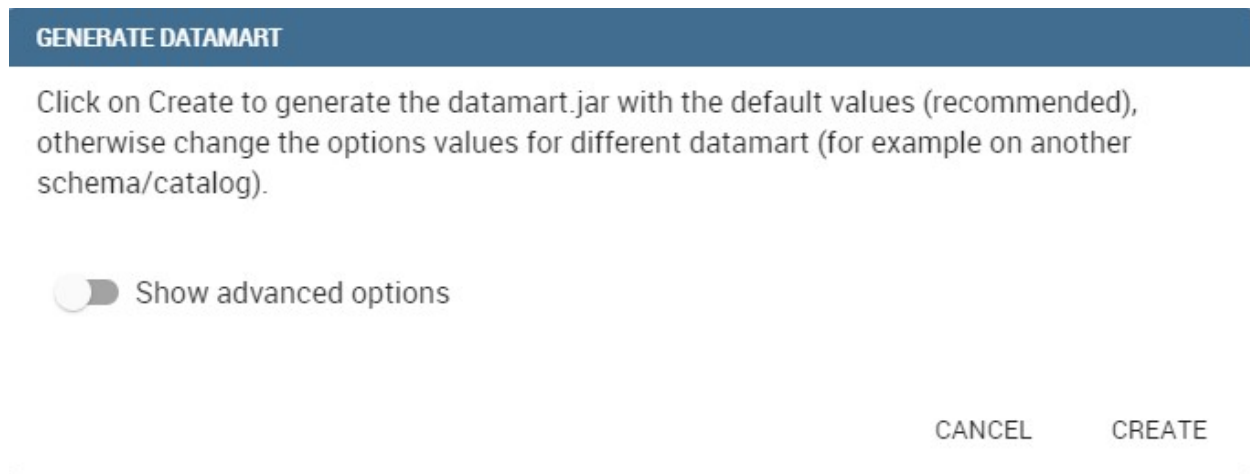 GENERATE DATAMART
Click on Create to generate the datamart.jar with the default values (recommended),
otherwise change the options values for different datamart (for example on another
schema/catalog).
Show advanced options
CANCEL CREATE